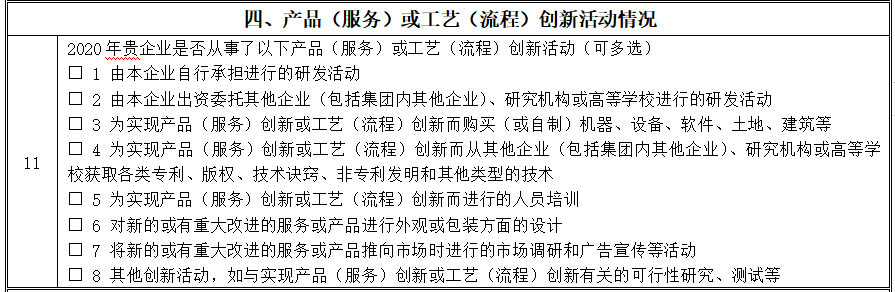 四、产品（服务）或工艺（流程）创新活动情况
11
2020年贵企业是否从事了以下产品（服务）或工艺（流程）创新活动（可多选）
□ 1 由本企业自行承担进行的研发活动
□ 2 由本企业出资委托其他企业（包括集团内其他企业）、研究机构或高等学校进行的研发活动
□ 3 为实现产品（服务）创新或工艺（流程）创新而购买（或自制）机器、设备、软件、土地、建筑等
□ 4 为实现产品（服务）创新或工艺（流程）创新而从其他企业（包括集团内其他企业）、研究机构或高等学
校获取各类专利、版权、技术诀窍、非专利发明和其他类型的技术
□ 5 为实现产品（服务）创新或工艺（流程）创新而进行的人员培训
□ 6 对新的或有重大改进的服务或产品进行外观或包装方面的设计
□ 7 将新的或有重大改进的服务或产品推向市场时进行的市场调研和广告宣传等活动
□ 8 其他创新活动，如与实现产品（服务）创新或工艺（流程）创新有关的可行性研究、测试等